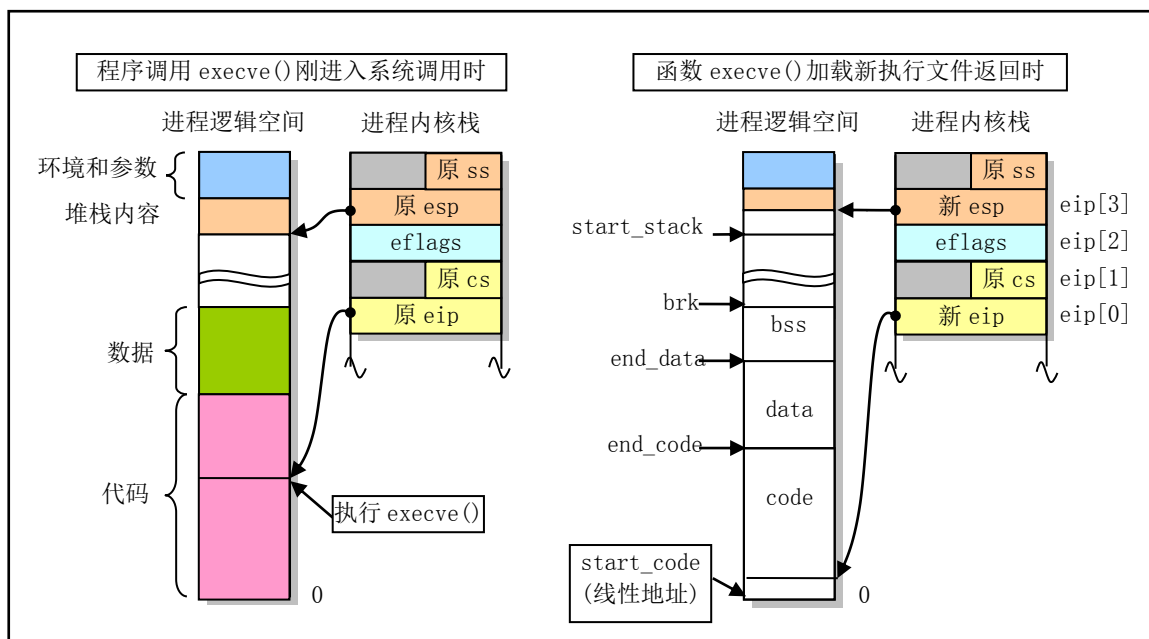 程序调用 execve()刚进入系统调用时
进程逻辑空间
进程内核栈
环境和参数
堆栈内容
数据
代码
原 ss
原 esp
eflags
原 cs
原 eip
执行 execve()
0
函数 execve()加载新执行文件返回时
进程逻辑空间
进程内核栈
start_stack
brk
end_data
end_code
start_code
(线性地址)
bss
data
code
0
原 ss
新 esp
eip[3]
eflags
eip[2]
原 cs
eip[1]
新 eip
eip[0]